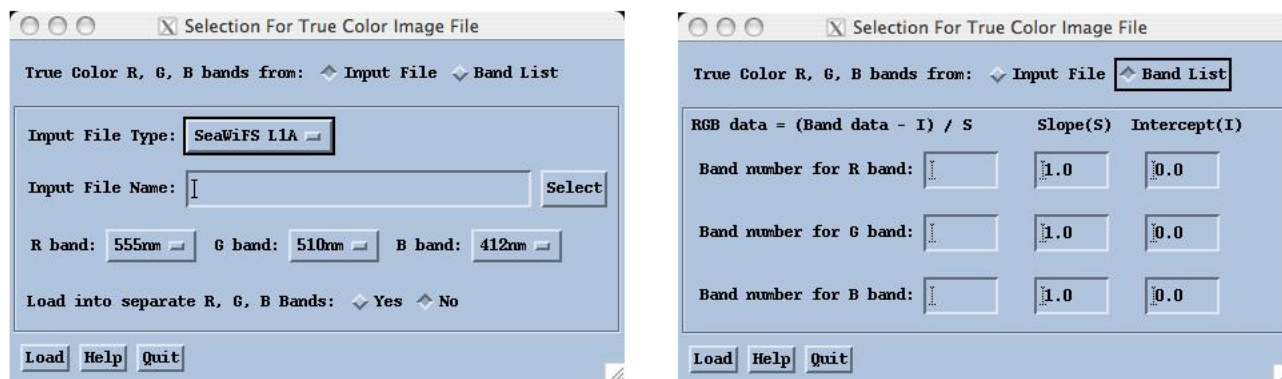 Selection For True Color Image File
True Color R, G, B bands from: Input File Band List
Input File Type: SeaWiFS L1A
Input File Name: Select
R band: 555nm G band: 510nm B band: 412nm
Load into separate R, G, B Bands: Yes No
Load Help Quit
Selection For True Color Image File
True Color R, G, B bands from: Input File Band List
RGB data = (Band data - I) / S Slope(S) Intercept(I)
Band number for R band: 1.0 0.0
Band number for G band: 1.0 0.0
Band number for B band: 1.0 0.0
Load Help Quit